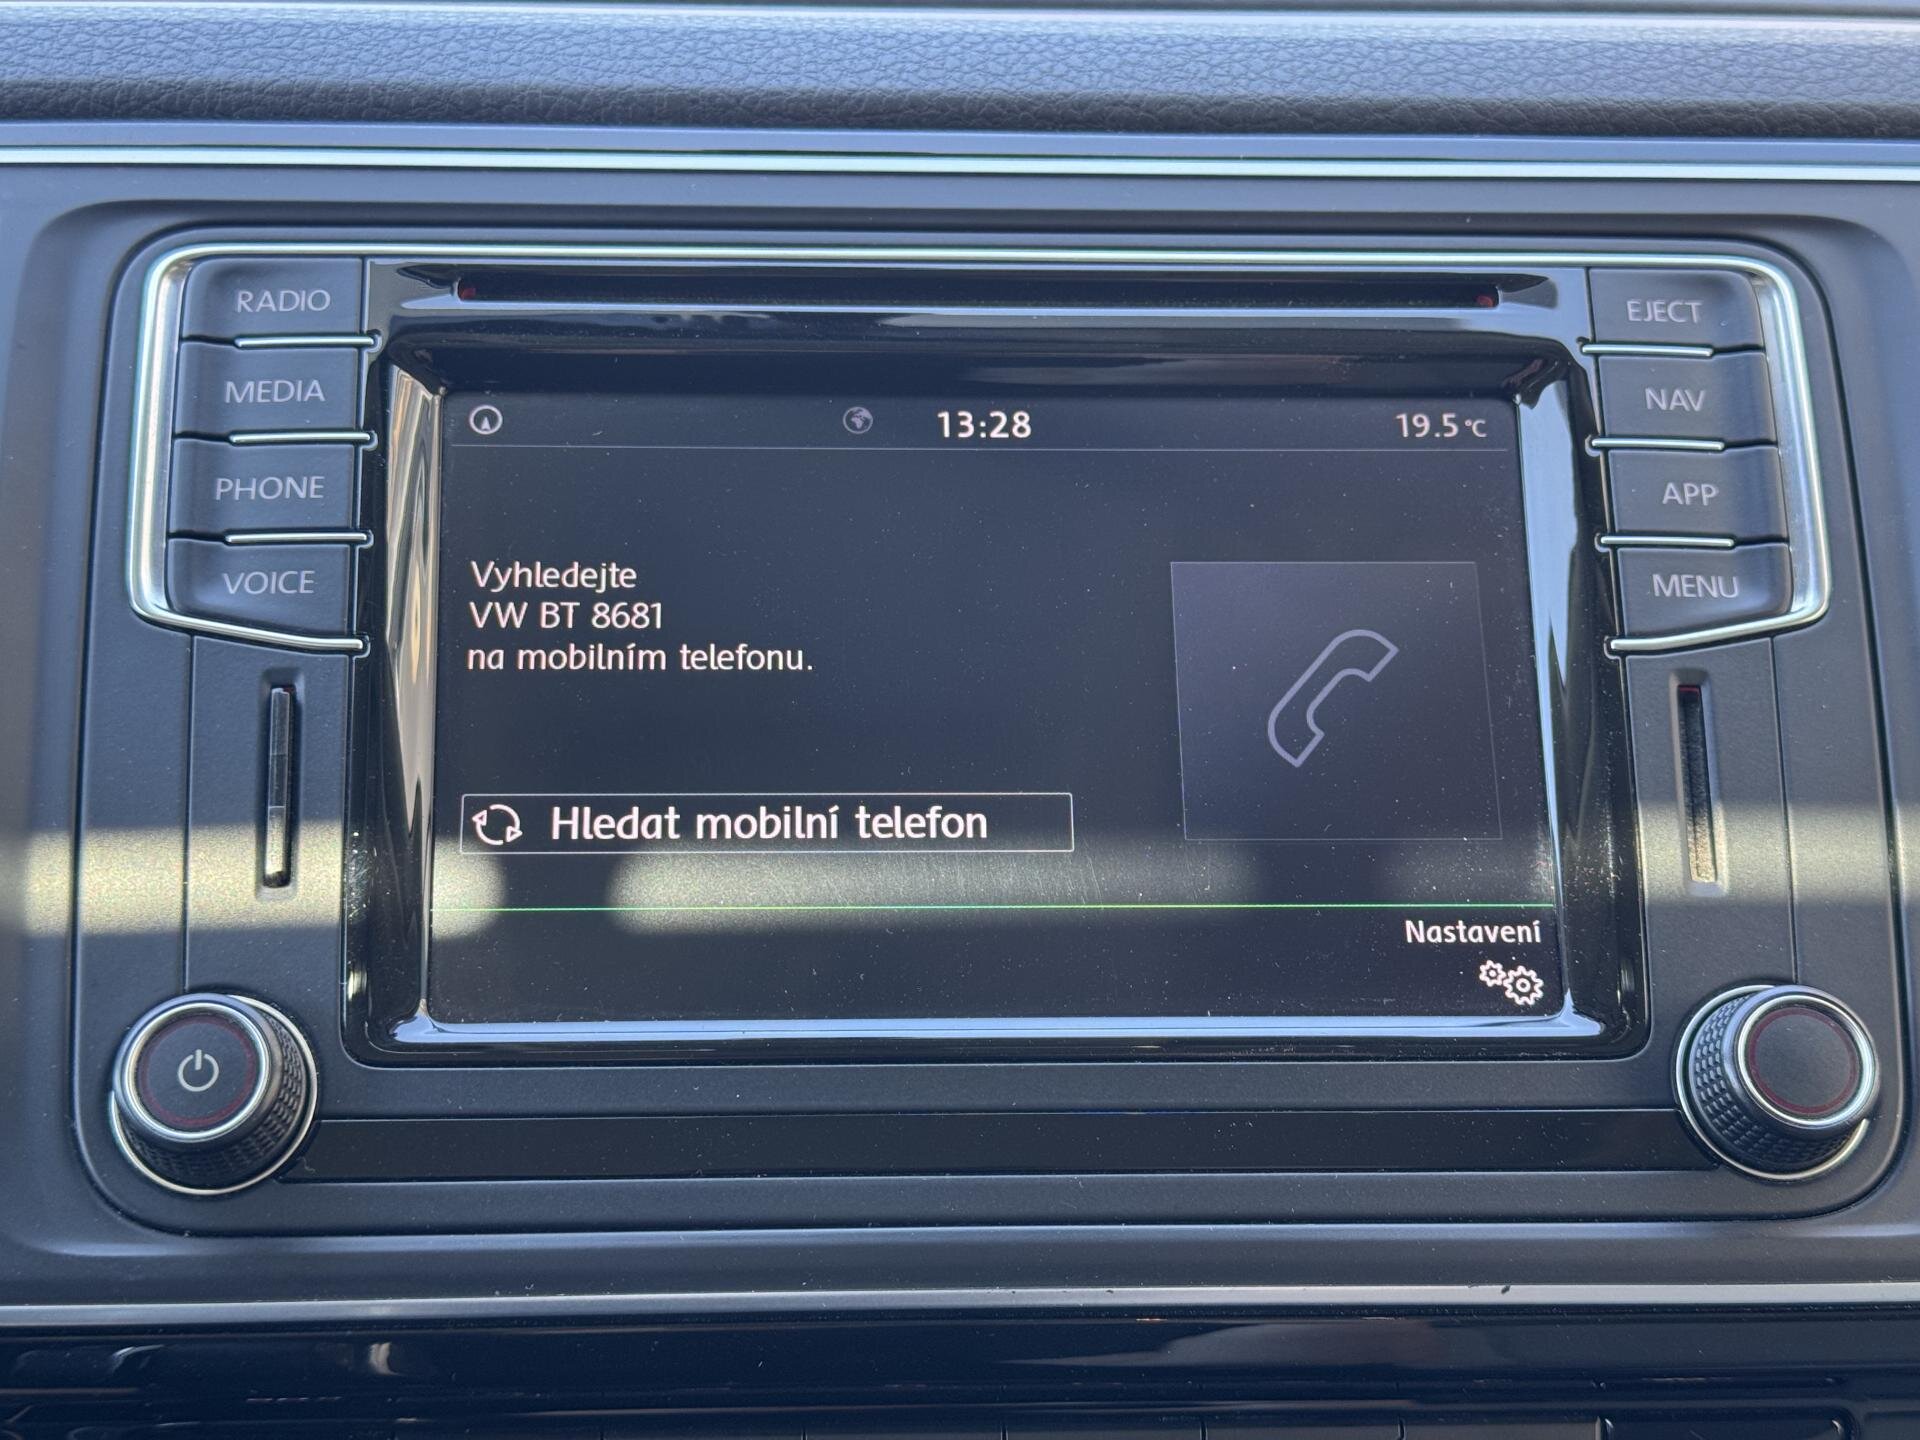 RADIO
MEDIA
PHONE
VOICE
EJECT
NAV
APP
MENU
13:28
19.5°C
Vyhledejte
VW BT 8681
na mobilním telefonu.
Hledat mobilní telefon
Nastavení